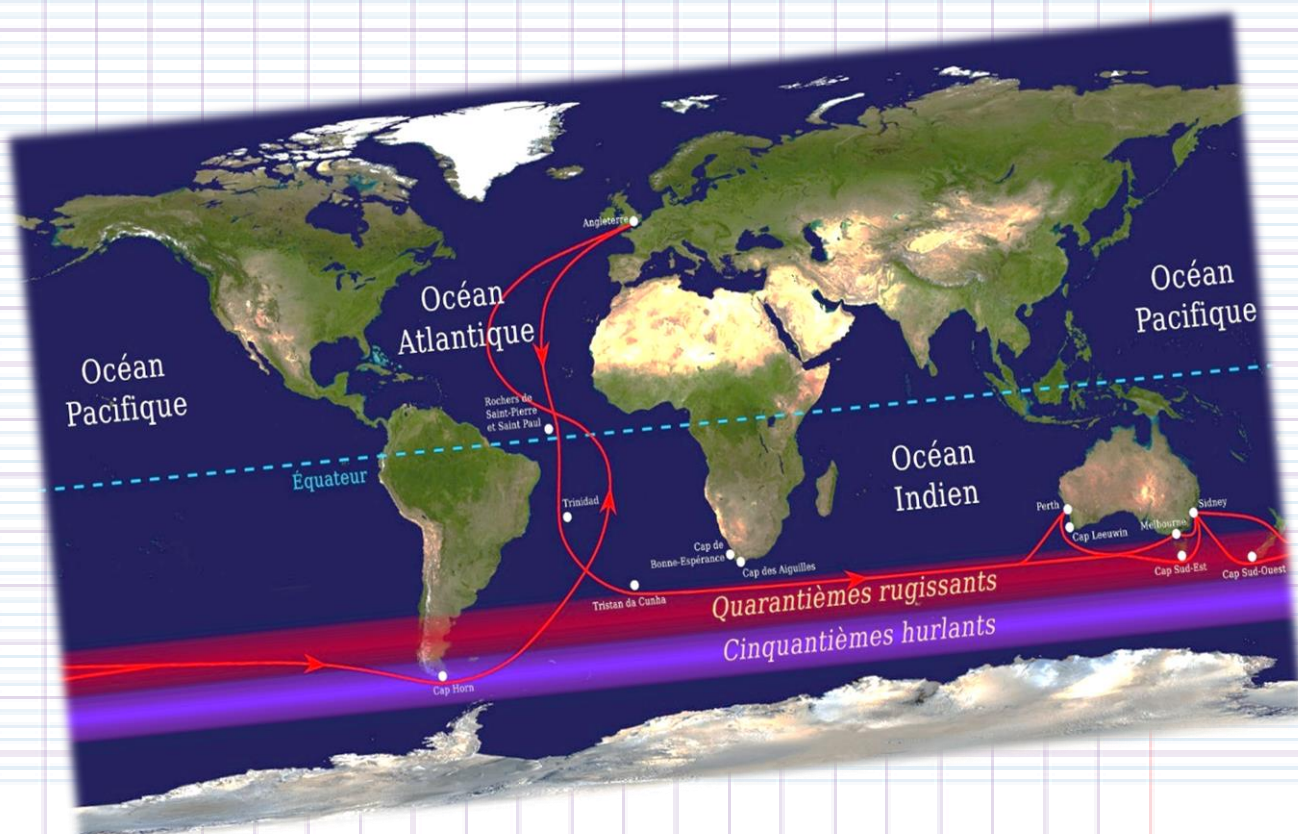 Angleterre
Océan
Atlantique
Océan
Pacifique
Océan
Pacifique
Rochers de
Saint-Pierre
et Saint Paul
Équateur
Océan
Indien
Trinidad
Perth
Sidney
Cap Leeuwin
Melbourne
Cap de
Bonne-Espérance
Cap des Aiguilles
Cap Sud-Est
Cap Sud-Ouest
Tristan da Cunha
Quarantièmes rugissants
Cinquantièmes hurlants
Cap Horn